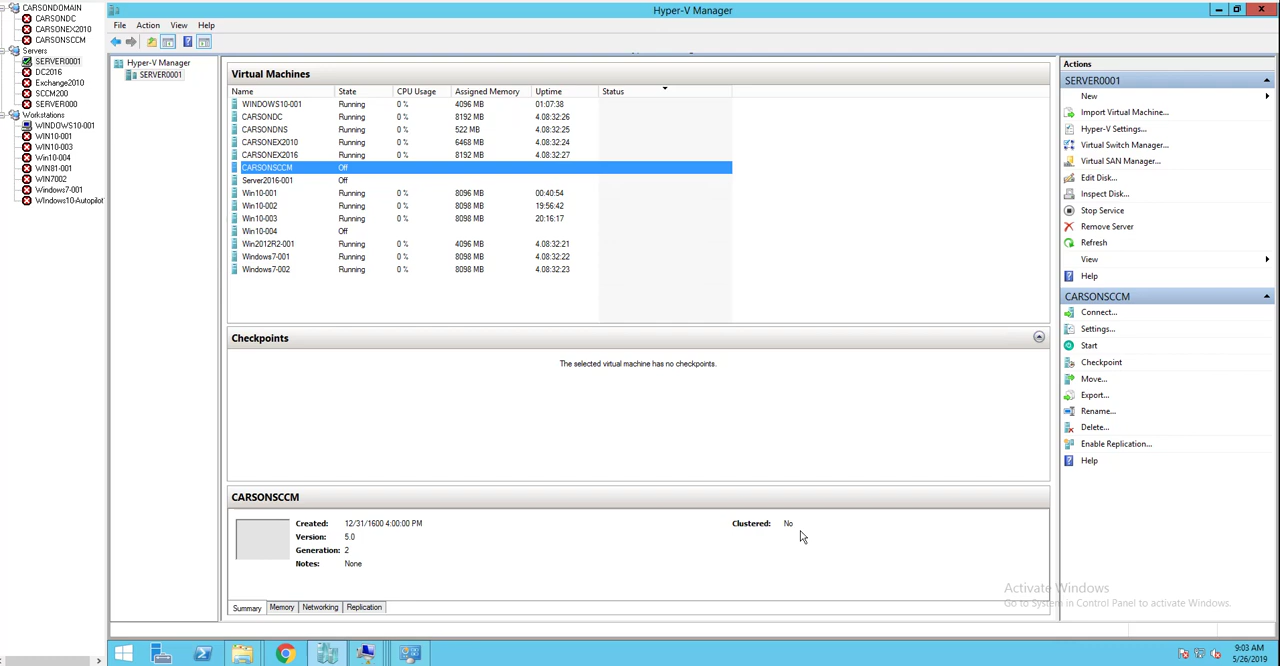 CARSONDOMAIN
CARSONDC
CARSONEX2010
CARSONSCCM
Servers
SERVER0001
DC2016
Exchange2010
SCCM200
SERVER000
Workstations
WINDOWS10-001
WIN10-001
WIN10-003
Win10-004
WIN81-001
WIN7002
Windows7-001
WIndows10-Autopilot
Hyper-V Manager
File Action View Help
Hyper-V Manager
SERVER0001
Virtual Machines
Name State CPU Usage Assigned Memory Uptime Status
WINDOWS10-001 Running 0 % 4096 MB 01:07:38
CARSONDC Running 0 % 8192 MB 4.08:32:26
CARSONDNS Running 0 % 522 MB 4.08:32:25
CARSONEX2010 Running 0 % 6468 MB 4.08:32:24
CARSONEX2016 Running 0 % 8192 MB 4.08:32:27
CARSONSCCM Off
Server2016-001 Off
Win10-001 Running 0 % 8096 MB 00:40:54
Win10-002 Running 0 % 8098 MB 19:56:42
Win10-003 Running 0 % 8098 MB 20:16:17
Win10-004 Off
Win2012R2-001 Running 0 % 4096 MB 4.08:32:21
Windows7-001 Running 0 % 8098 MB 4.08:32:22
Windows7-002 Running 0 % 8098 MB 4.08:32:23
Checkpoints
The selected virtual machine has no checkpoints.
CARSONSCCM
Created: 12/31/1600 4:00:00 PM Clustered: No
Version: 5.0
Generation: 2
Notes: None
Summary Memory Networking Replication
Actions
SERVER0001
New
Import Virtual Machine...
Hyper-V Settings...
Virtual Switch Manager...
Virtual SAN Manager...
Edit Disk...
Inspect Disk...
Stop Service
Remove Server
Refresh
View
Help
CARSONSCCM
Connect...
Settings...
Start
Checkpoint
Move...
Export...
Rename...
Delete...
Enable Replication...
Help
Activate Windows
Go to System in Control Panel to activate Windows.
9:03 AM
5/26/2019